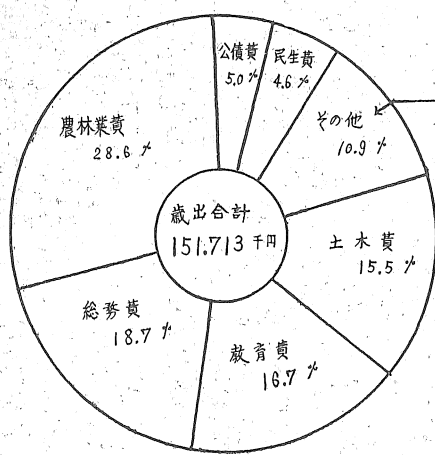 公債費
5.0 %
民生費
4.6 %
その他
10.9 %
土木費
15.5 %
教育費
16.7 %
総務費
18.7 %
農林業費
28.6 %
歳出合計
151.713 千円